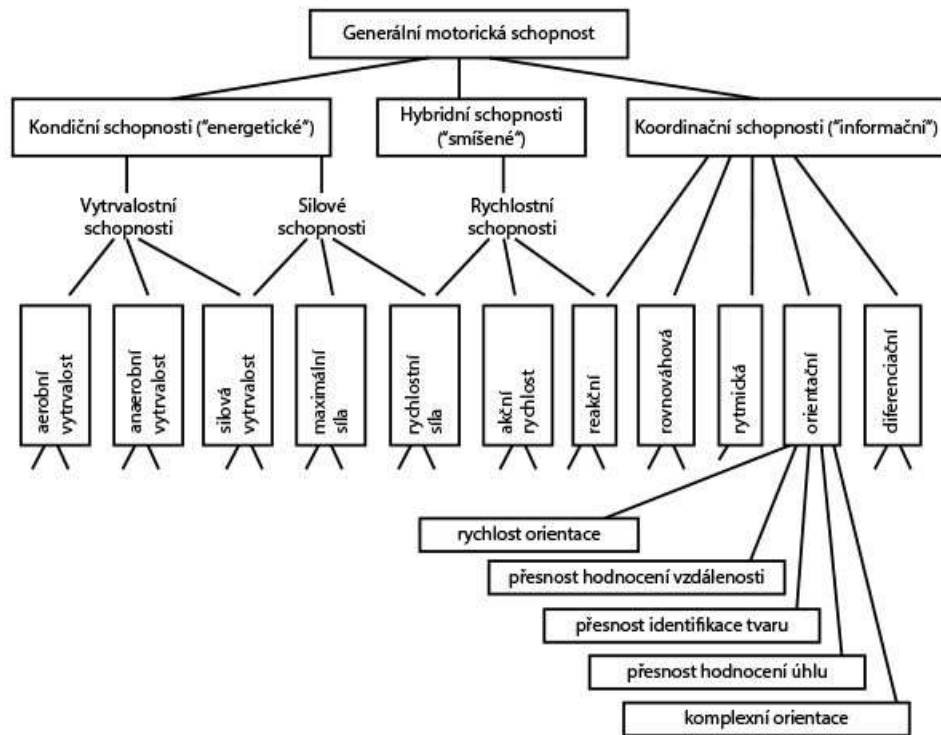 Generální motorická schopnost
Kondiční schopnosti ("energetické")
Hybridní schopnosti
("smíšené")
Koordinační schopnosti ("informační")
Vytrvalostní
schopnosti
Silové
schopnosti
Rychlostní
schopnosti
aerobní
vytrvalost
anaerobní
vytrvalost
silová
vytrvalost
maximální
síla
rychlostní
síla
akční
rychlost
reakční
rovnováhová
rytmická
orientační
diferenciační
rychlost orientace
přesnost hodnocení vzdálenosti
přesnost identifikace tvaru
přesnost hodnocení úhlu
komplexní orientace